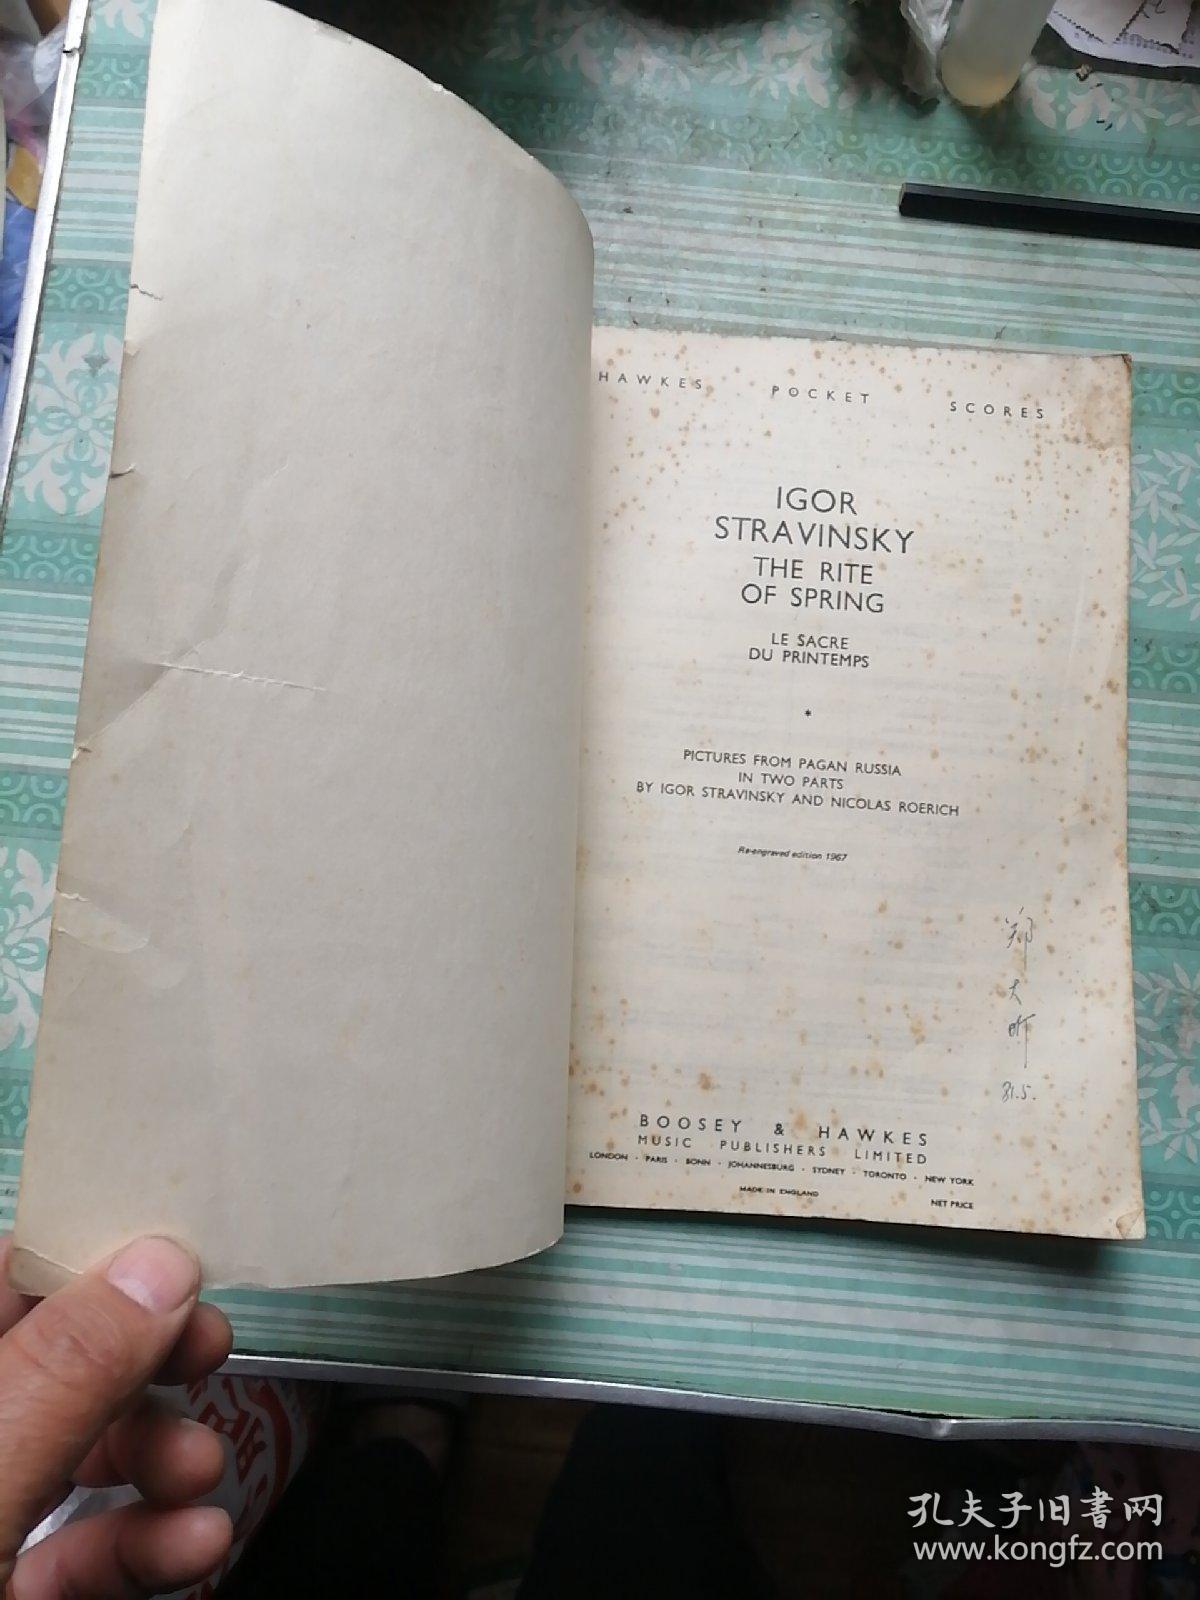 HAWKES POCKET SCORES
IGOR
STRAVINSKY
THE RITE
OF SPRING
LE SACRE
DU PRINTEMPS
*
PICTURES FROM PAGAN RUSSIA
IN TWO PARTS
BY IGOR STRAVINSKY AND NICOLAS ROERICH
Re-engraved edition 1967
郑
大
昕
81.5.
BOOSEY & HAWKES
MUSIC PUBLISHERS LIMITED
LONDON · PARIS · BONN · JOHANNESBURG · SYDNEY · TORONTO · NEW YORK
MADE IN ENGLAND
NET PRICE
孔夫子旧书网
www.kongfz.com